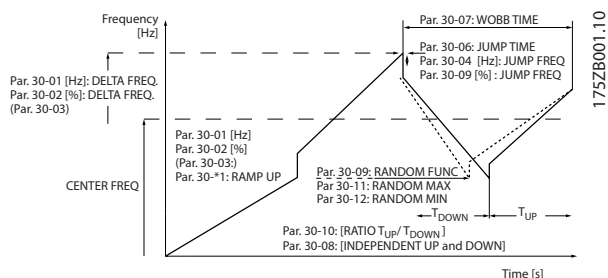 Frequency
[Hz]
Par. 30-07: WOBB TIME
Par. 30-06: JUMP TIME
Par. 30-04 [Hz]: JUMP FREQ
Par. 30-09 [%] : JUMP FREQ
175ZB001.10
Par. 30-01 [Hz]: DELTA FREQ.
Par. 30-02 [%]: DELTA FREQ.
(Par. 30-03)
Par. 30-01 [Hz]
Par. 30-02 [%]
(Par. 30-03:)
Par. 30-*1: RAMP UP
CENTER FREQ
Par. 30-09: RANDOM FUNC
Par 30-11: RANDOM MAX
Par 30-12: RANDOM MIN
TDOWN
TUP
Par. 30-10: [RATIO TUP/ TDOWN]
Par. 30-08: [INDEPENDENT UP and DOWN]
Time [s]